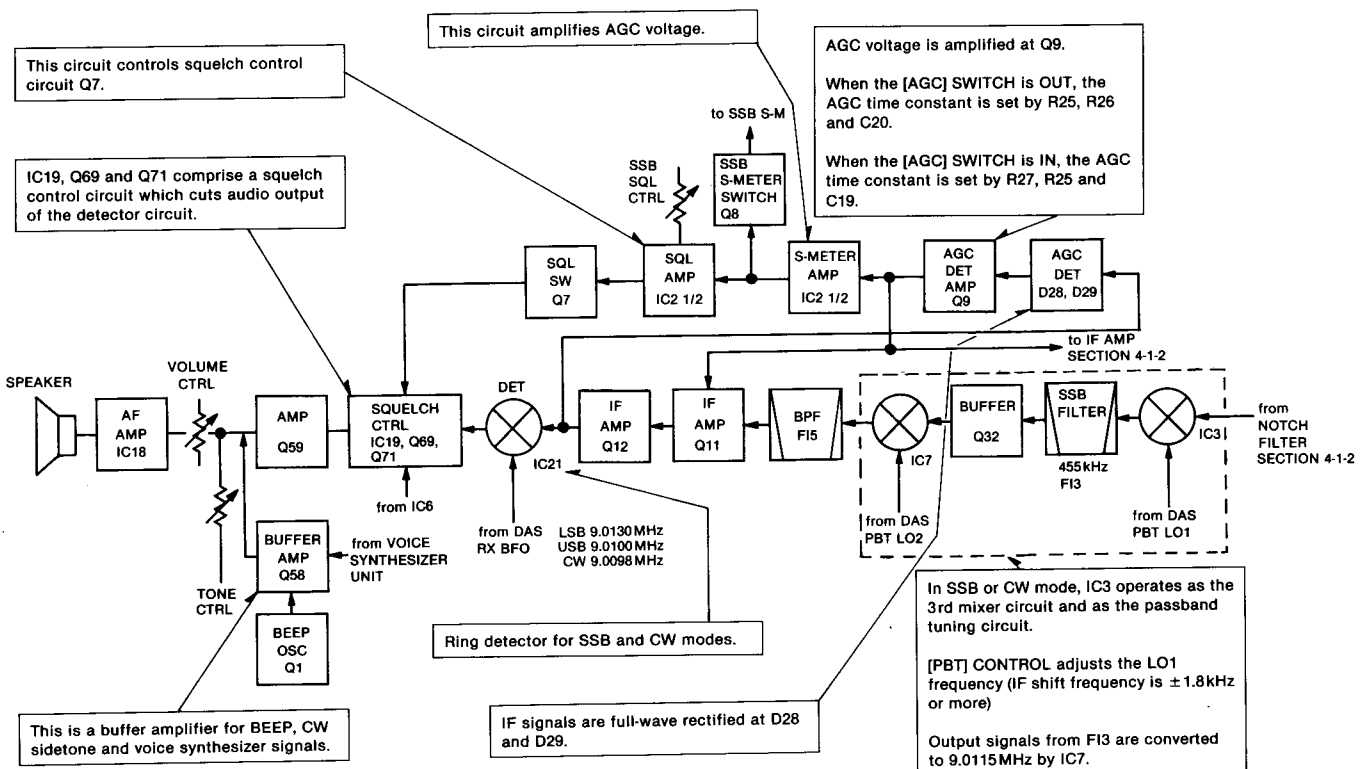 This circuit controls squelch control
circuit Q7.
This circuit amplifies AGC voltage.
AGC voltage is amplified at Q9.
When the [AGC] SWITCH is OUT, the
AGC time constant is set by R25, R26
and C20.
When the [AGC] SWITCH is IN, the AGC
time constant is set by R27, R25 and
C19.
IC19, Q69 and Q71 comprise a squelch
control circuit which cuts audio output
of the detector circuit.
to SSB S-M
SSB
SQL
CTRL
SSB
S-METER
SWITCH
Q8
SQL
SW
Q7
SQL
AMP
IC2 1/2
S-METER
AMP
IC2 1/2
AGC
DET
AMP
Q9
AGC
DET
D28, D29
to IF AMP
SECTION 4-1-2
SPEAKER
AF
AMP
IC18
VOLUME
CTRL
AMP
Q59
SQUELCH
CTRL
IC19, Q69,
Q71
DET
IC21
IF
AMP
Q12
IF
AMP
Q11
BPF
FI5
IC7
BUFFER
Q32
SSB
FILTER
455kHz
FI3
IC3
from
NOTCH
FILTER
SECTION 4-1-2
from IC6
from DAS
RX BFO
LSB 9.0130MHz
USB 9.0100MHz
CW 9.0098MHz
from DAS
PBT LO2
from DAS
PBT LO1
TONE
CTRL
BUFFER
AMP
Q58
from VOICE
SYNTHESIZER
UNIT
BEEP
OSC
Q1
Ring detector for SSB and CW modes.
This is a buffer amplifier for BEEP, CW
sidetone and voice synthesizer signals.
IF signals are full-wave rectified at D28
and D29.
In SSB or CW mode, IC3 operates as the
3rd mixer circuit and as the passband
tuning circuit.
[PBT] CONTROL adjusts the LO1
frequency (IF shift frequency is ±1.8kHz
or more)
Output signals from FI3 are converted
to 9.0115MHz by IC7.